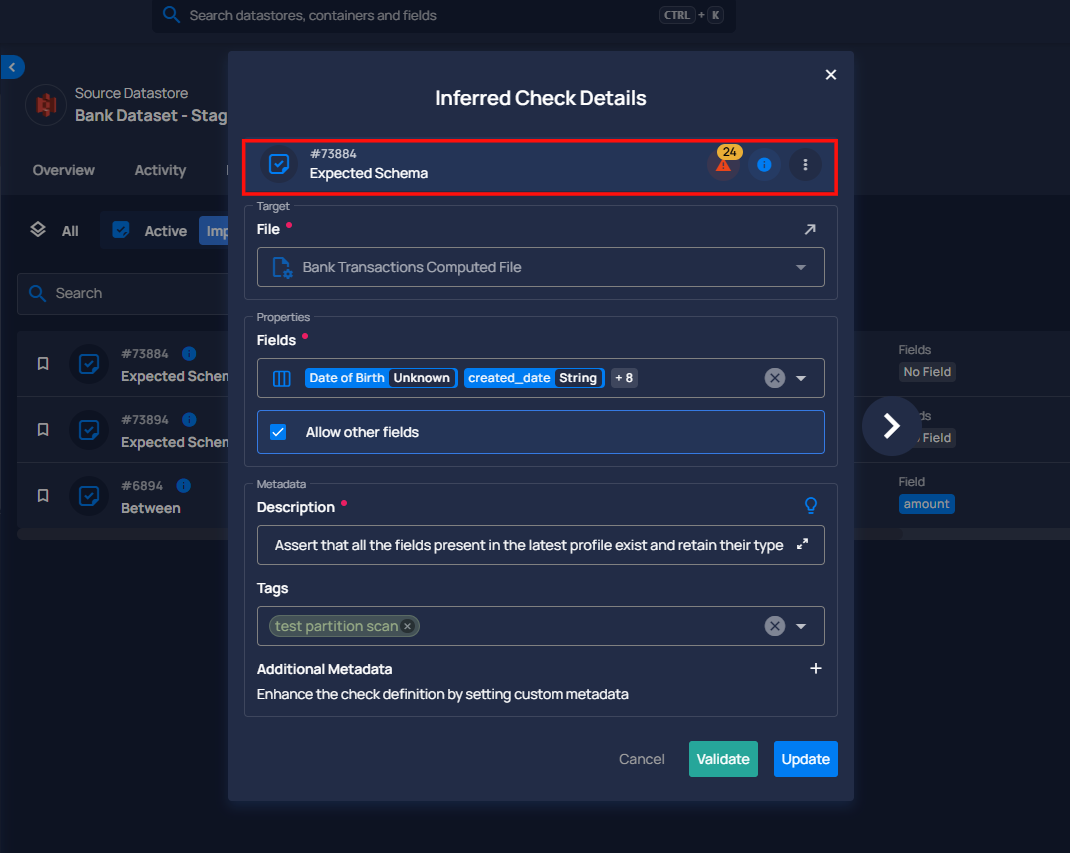 Search datastores, containers and fields
CTRL + K
Source Datastore
Bank Dataset - Stag
Overview
Activity
All
Active
Imp
Search
#73884
Expected Schem
#73894
Expected Schem
#6894
Between
Fields
No Field
Field
Field
amount
Inferred Check Details
#73884
Expected Schema
24
Target
File *
Bank Transactions Computed File
Properties
Fields *
Date of Birth Unknown created_date String + 8
Allow other fields
Metadata
Description *
Assert that all the fields present in the latest profile exist and retain their type
Tags
test partition scan
Additional Metadata
Enhance the check definition by setting custom metadata
Cancel
Validate
Update